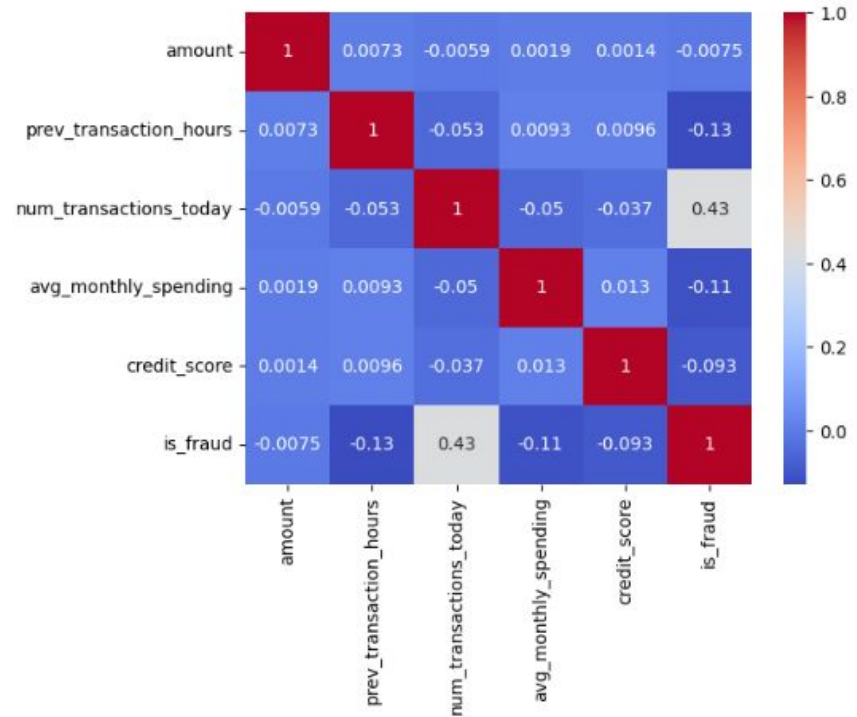 1.0
amount 1 0.0073 -0.0059 0.0019 0.0014 -0.0075
0.8
prev_transaction_hours 0.0073 1 -0.053 0.0093 0.0096 -0.13
0.6
num_transactions_today -0.0059 -0.053 1 -0.05 -0.037 0.43
0.4
avg_monthly_spending 0.0019 0.0093 -0.05 1 0.013 -0.11
0.2
credit_score 0.0014 0.0096 -0.037 0.013 1 -0.093
0.0
is_fraud -0.0075 -0.13 0.43 -0.11 -0.093 1
amount
prev_transaction_hours
num_transactions_today
avg_monthly_spending
credit_score
is_fraud